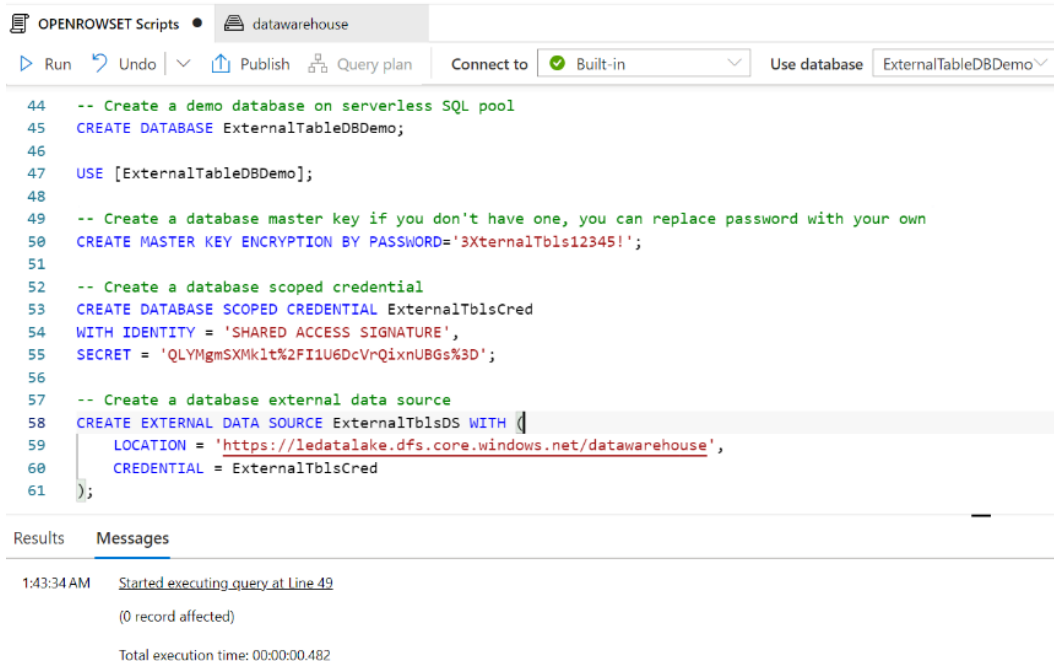 OPENROWSET Scripts ● datawarehouse
Run Undo Publish Query plan Connect to Built-in Use database ExternalTableDBDemo
44 -- Create a demo database on serverless SQL pool
45 CREATE DATABASE ExternalTableDBDemo;
46
47 USE [ExternalTableDBDemo];
48
49 -- Create a database master key if you don't have one, you can replace password with your own
50 CREATE MASTER KEY ENCRYPTION BY PASSWORD='3XternalTbls12345!';
51
52 -- Create a database scoped credential
53 CREATE DATABASE SCOPED CREDENTIAL ExternalTblsCred
54 WITH IDENTITY = 'SHARED ACCESS SIGNATURE',
55 SECRET = 'QLYMgmSXMklt%2FI1U6DcVrQixnUBGs%3D';
56
57 -- Create a database external data source
58 CREATE EXTERNAL DATA SOURCE ExternalTblsDS WITH (
59 LOCATION = 'https://ledatalake.dfs.core.windows.net/datawarehouse',
60 CREDENTIAL = ExternalTblsCred
61 );
Results Messages
1:43:34 AM Started executing query at Line 49
(0 record affected)
Total execution time: 00:00:00.482